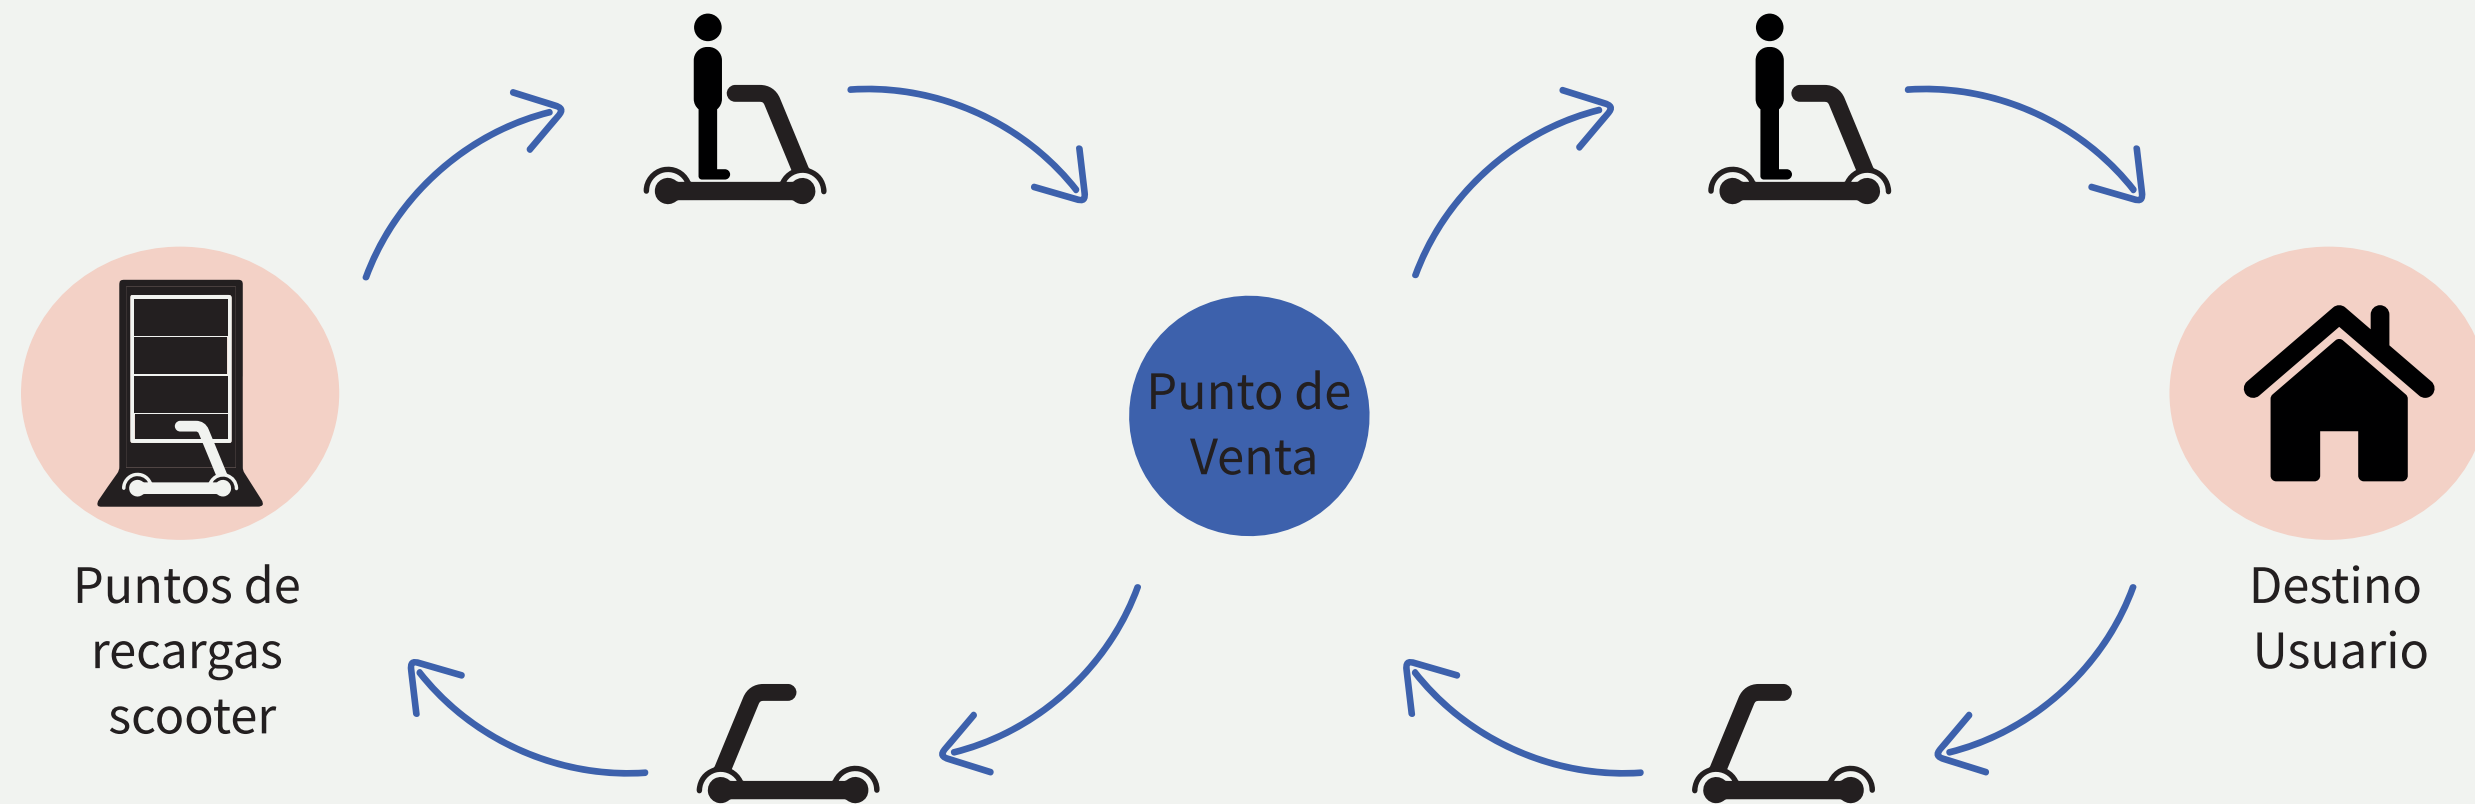 Punto de
Venta
Puntos de
recargas
scooter
Destino
Usuario